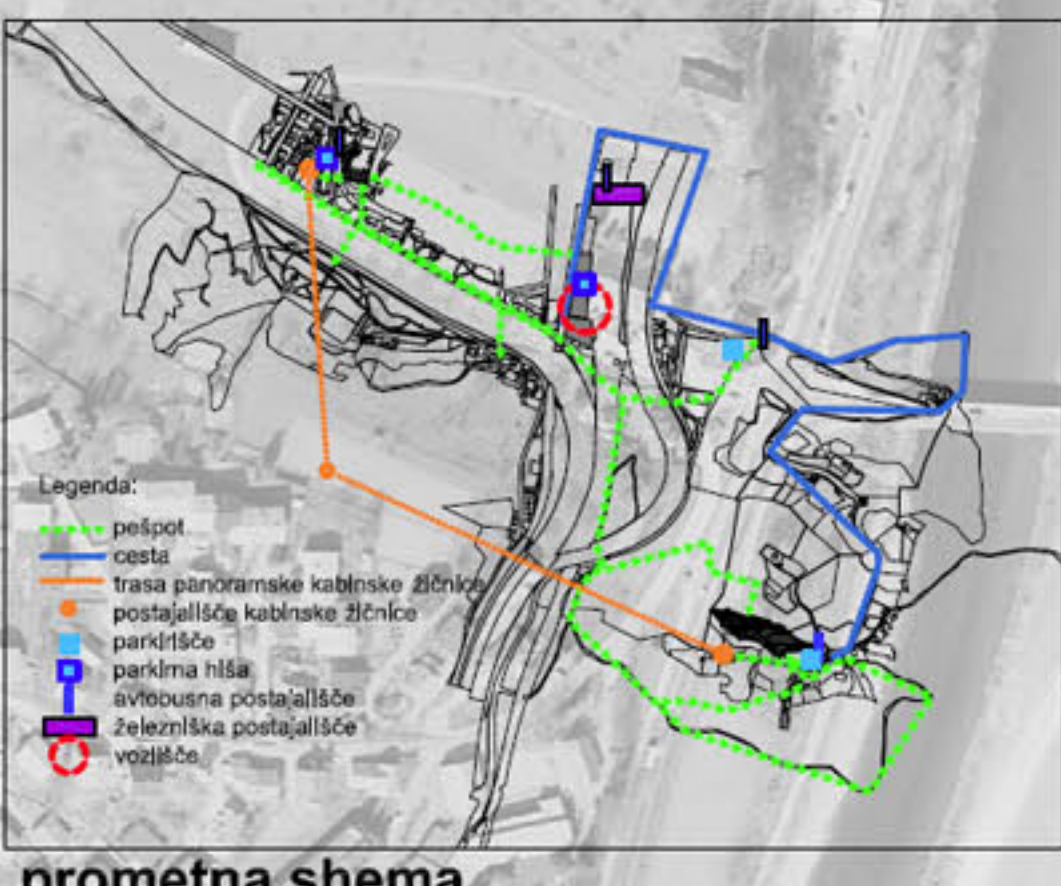 Legenda:
pešpot
cesta
trasa panoramske kabinske žičnice
postajališče kabinske žičnice
parkirišče
parkirna hiša
avtobusna postajališče
železniška postajališče
vozlišče
prometna shema